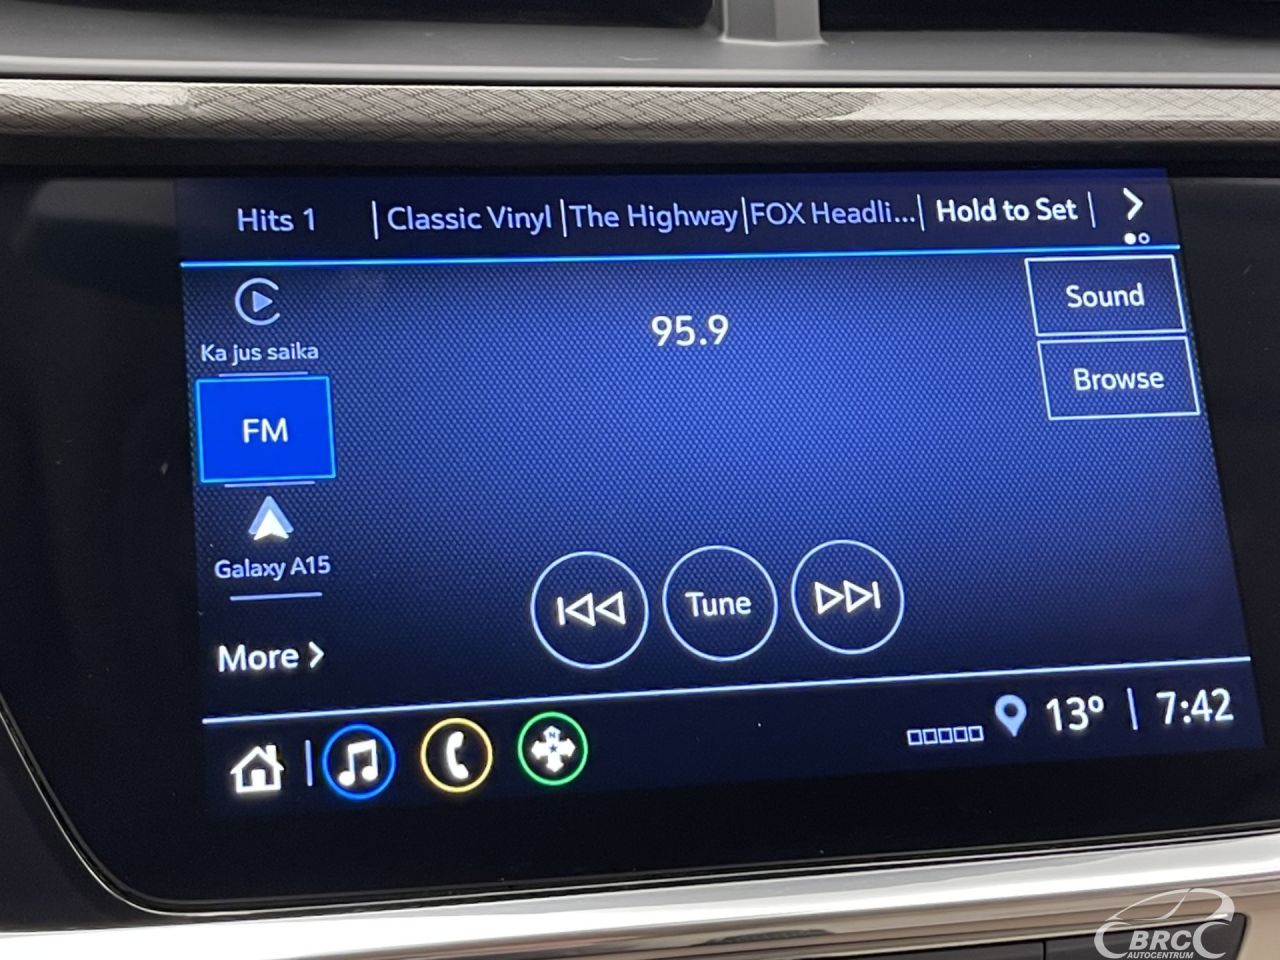 Hits 1 | Classic Vinyl | The Highway | FOX Headli... | Hold to Set |
Ka jus saika
95.9
Sound
Browse
FM
Galaxy A15
Tune
More
13° | 7:42
N
BRC
AUTOCENTRUM